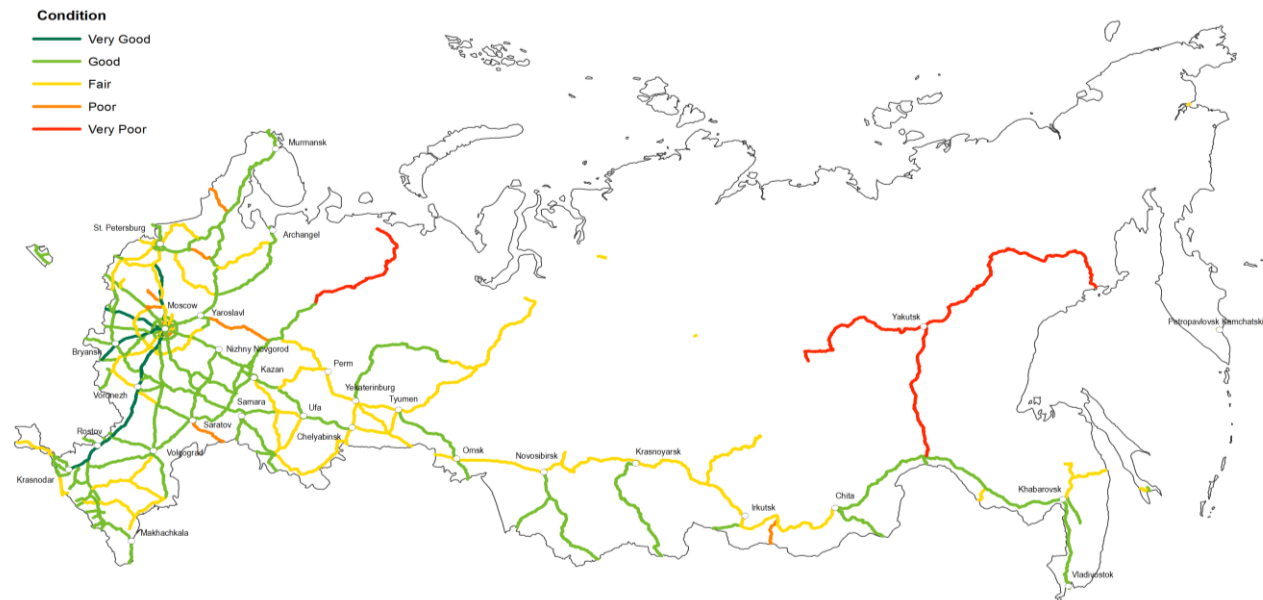 Condition
Very Good
Good
Fair
Poor
Very Poor
Murmansk
St. Petersburg
Archangel
Moscow
Yaroslavl
Yakutsk
Petropavlovsk Kamchatski
Bryansk
Nizhny Novgorod
Kazan
Perm
Yekaterinburg
Tyumen
Voronezh
Samara
Ufa
Saratov
Rostov
Chelyabinsk
Volgograd
Omsk
Novosibirsk
Krasnoyarsk
Krasnodar
Irkutsk
Chita
Khabarovsk
Makhachkala
Vladivostok